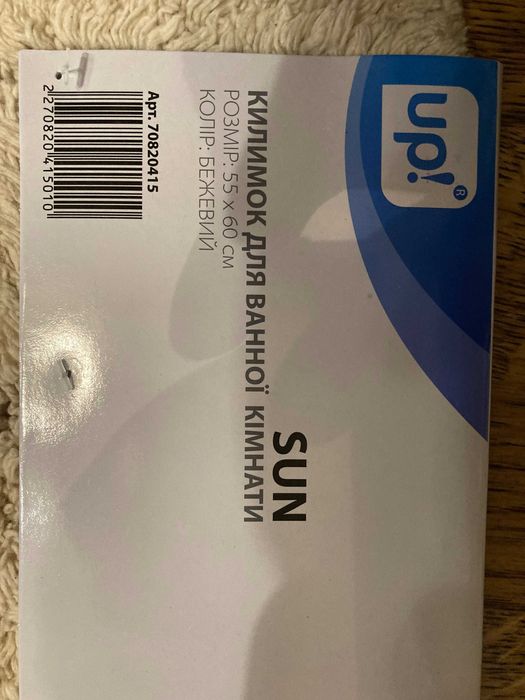 up!®
SUN
КИЛИМОК ДЛЯ ВАННОЇ КІМНАТИ
РОЗМІР: 55 x 60 см
КОЛІР: БЕЖЕВИЙ
Арт. 70820415
2270820415010